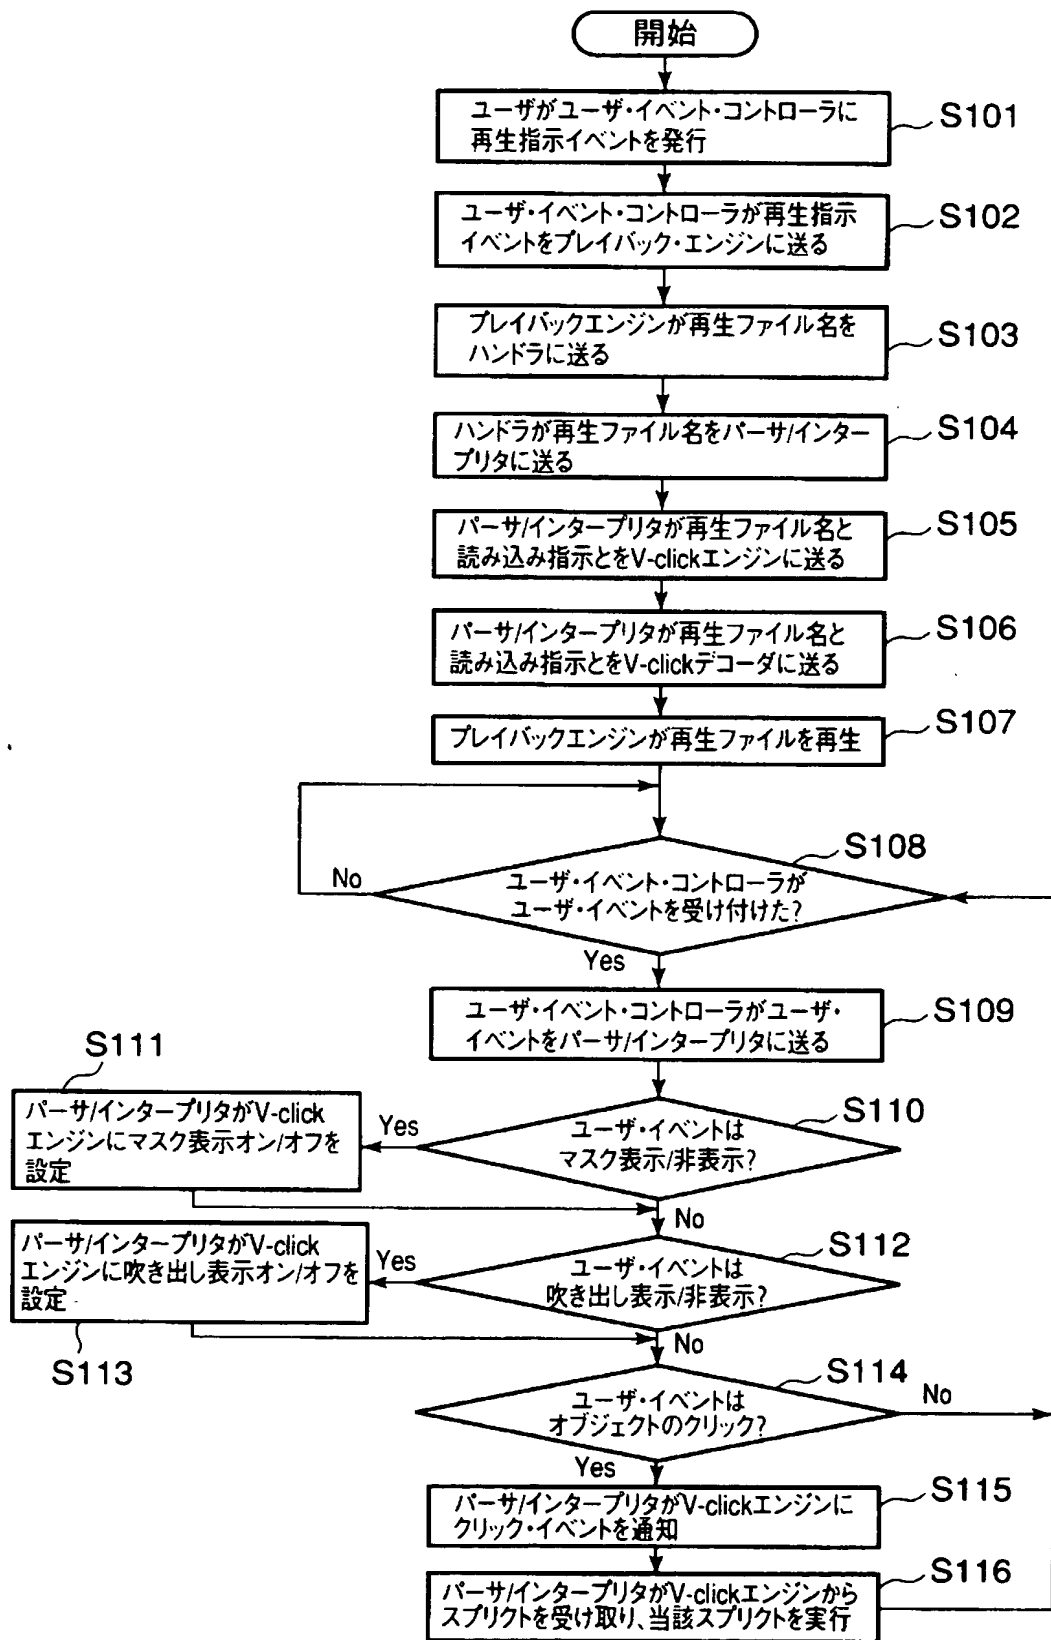 開始
ユーザがユーザ・イベント・コントローラに
再生指示イベントを発行
S101
ユーザ・イベント・コントローラが再生指示
イベントをプレイバック・エンジンに送る
S102
プレイバックエンジンが再生ファイル名を
ハンドラに送る
S103
ハンドラが再生ファイル名をパーサ/インター
プリタに送る
S104
パーサ/インタープリタが再生ファイル名と
読み込み指示とをV-clickエンジンに送る
S105
パーサ/インタープリタが再生ファイル名と
読み込み指示とをV-clickデコーダに送る
S106
プレイバックエンジンが再生ファイルを再生
S107
S108
No
ユーザ・イベント・コントローラが
ユーザ・イベントを受け付けた?
Yes
ユーザ・イベント・コントローラがユーザ・
イベントをパーサ/インタープリタに送る
S109
S111
パーサ/インタープリタがV-click
エンジンにマスク表示オン/オフを
設定
Yes
ユーザ・イベントは
マスク表示/非表示?
S110
No
パーサ/インタープリタがV-click
エンジンに吹き出し表示オン/オフを
設定
S113
Yes
ユーザ・イベントは
吹き出し表示/非表示?
S112
No
ユーザ・イベントは
オブジェクトのクリック?
S114
No
Yes
パーサ/インタープリタがV-clickエンジンに
クリック・イベントを通知
S115
パーサ/インタープリタがV-clickエンジンから
スプリクトを受け取り、当該スプリクトを実行
S116